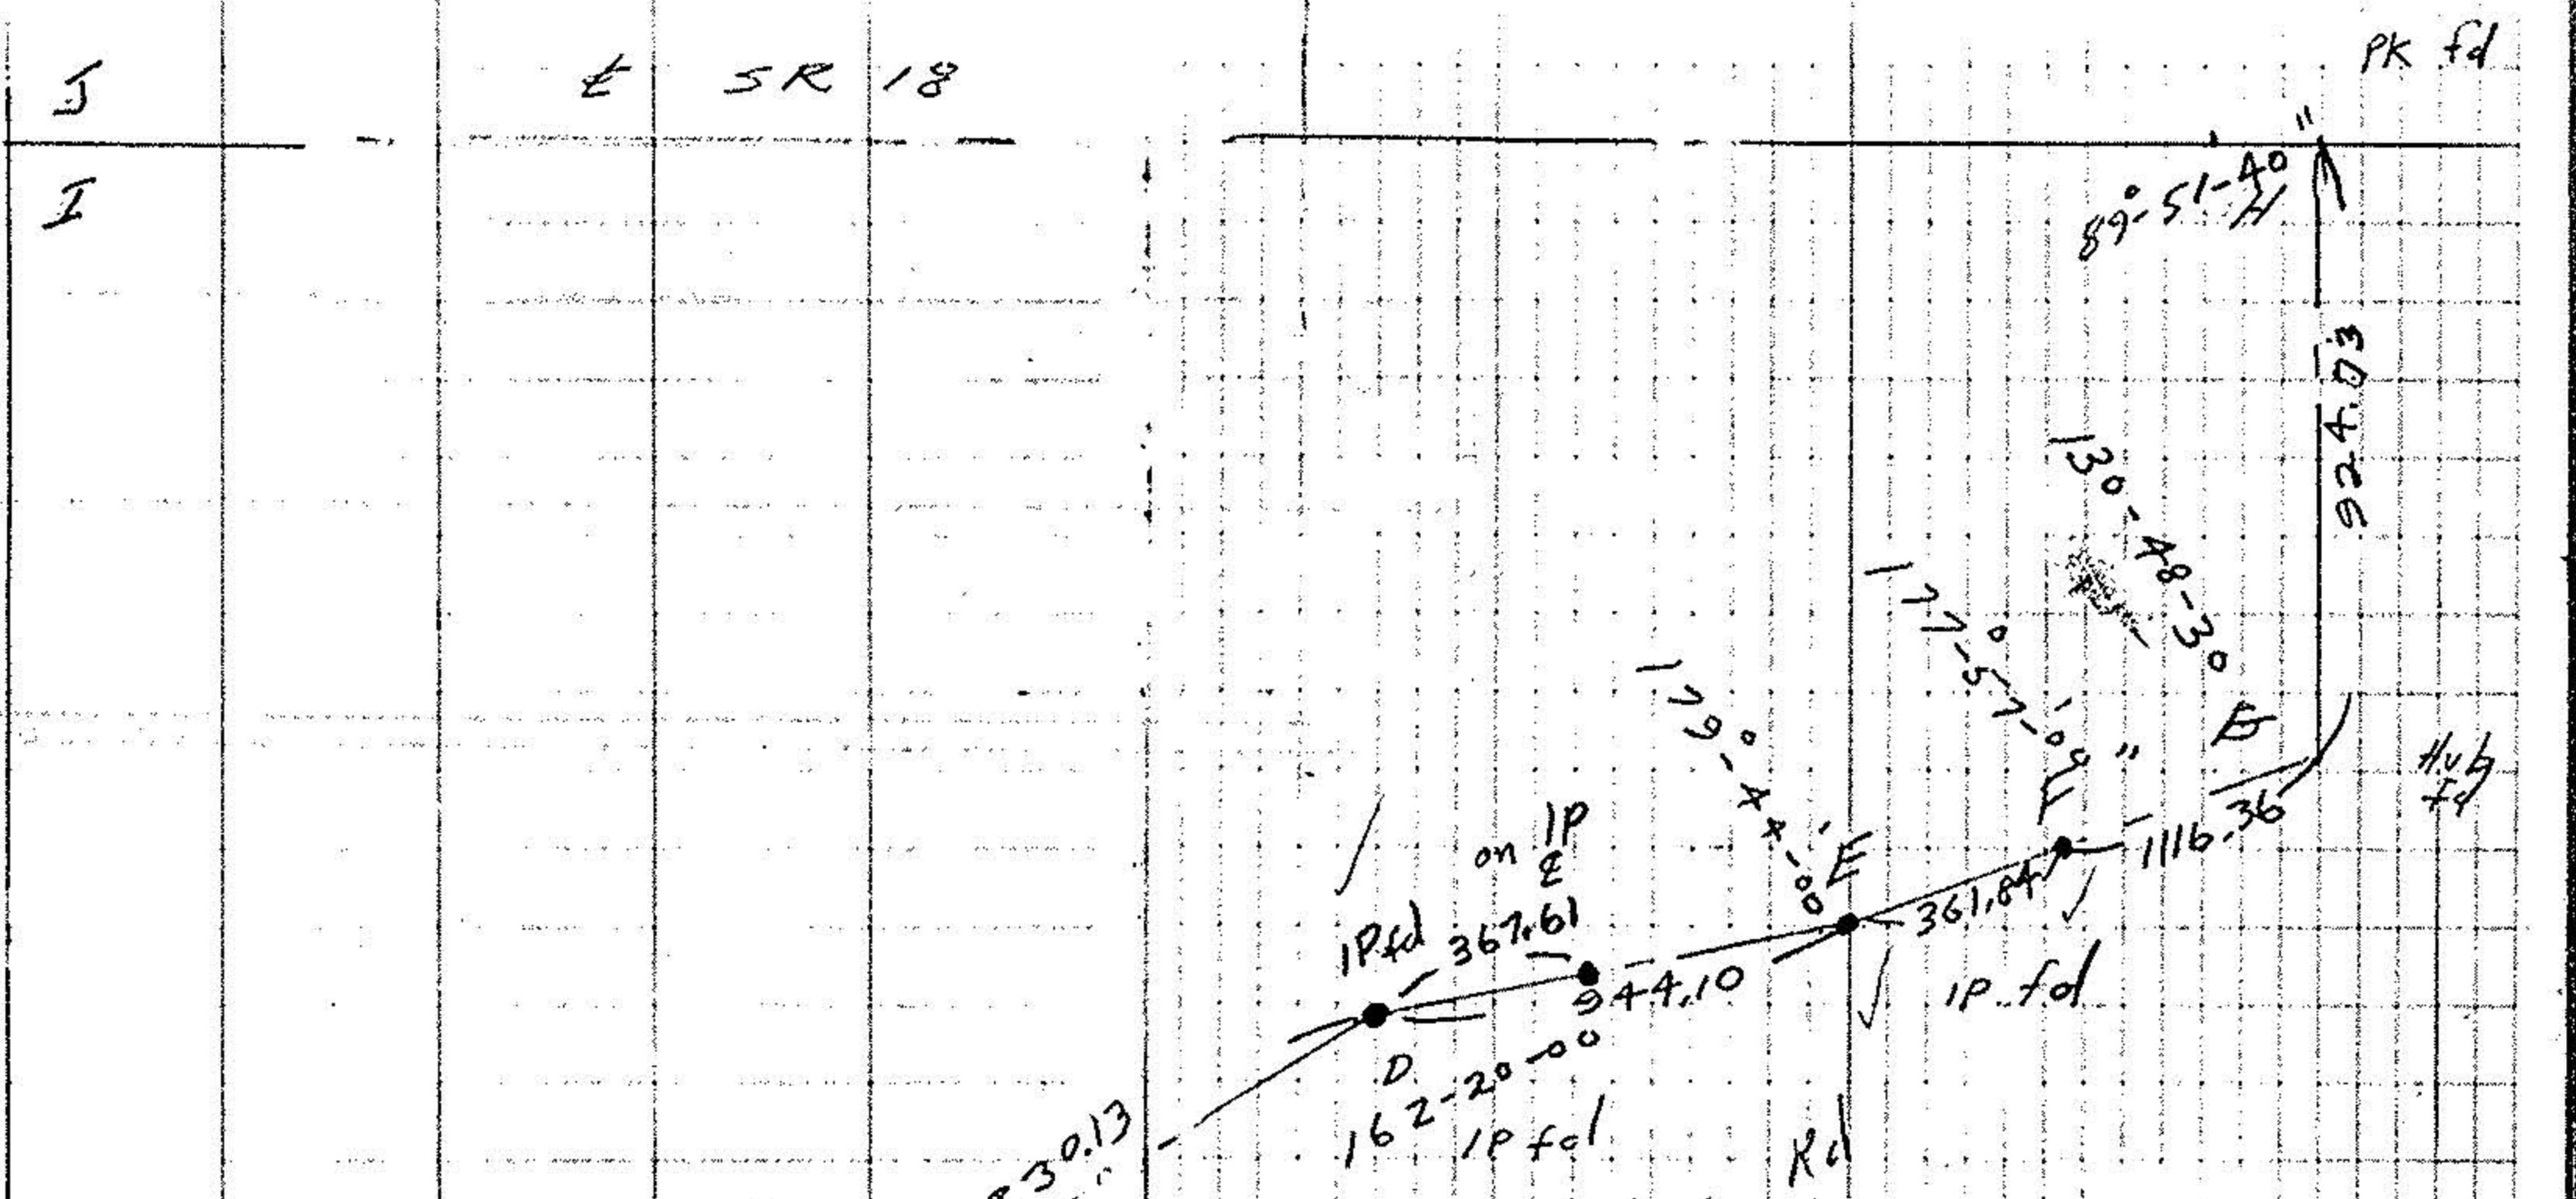 PK fd
J
℄ SR 18
I
89°-51'-40"
H
924.03
130-48-30
177°-57'-00"
179°-44'-00
G
Hub
fd
F
1116.36
E
IP
on ℄
361.84
IP fd
367.61
944.10
IP fd
D
162-20-00
IP fd
Rd
30.13